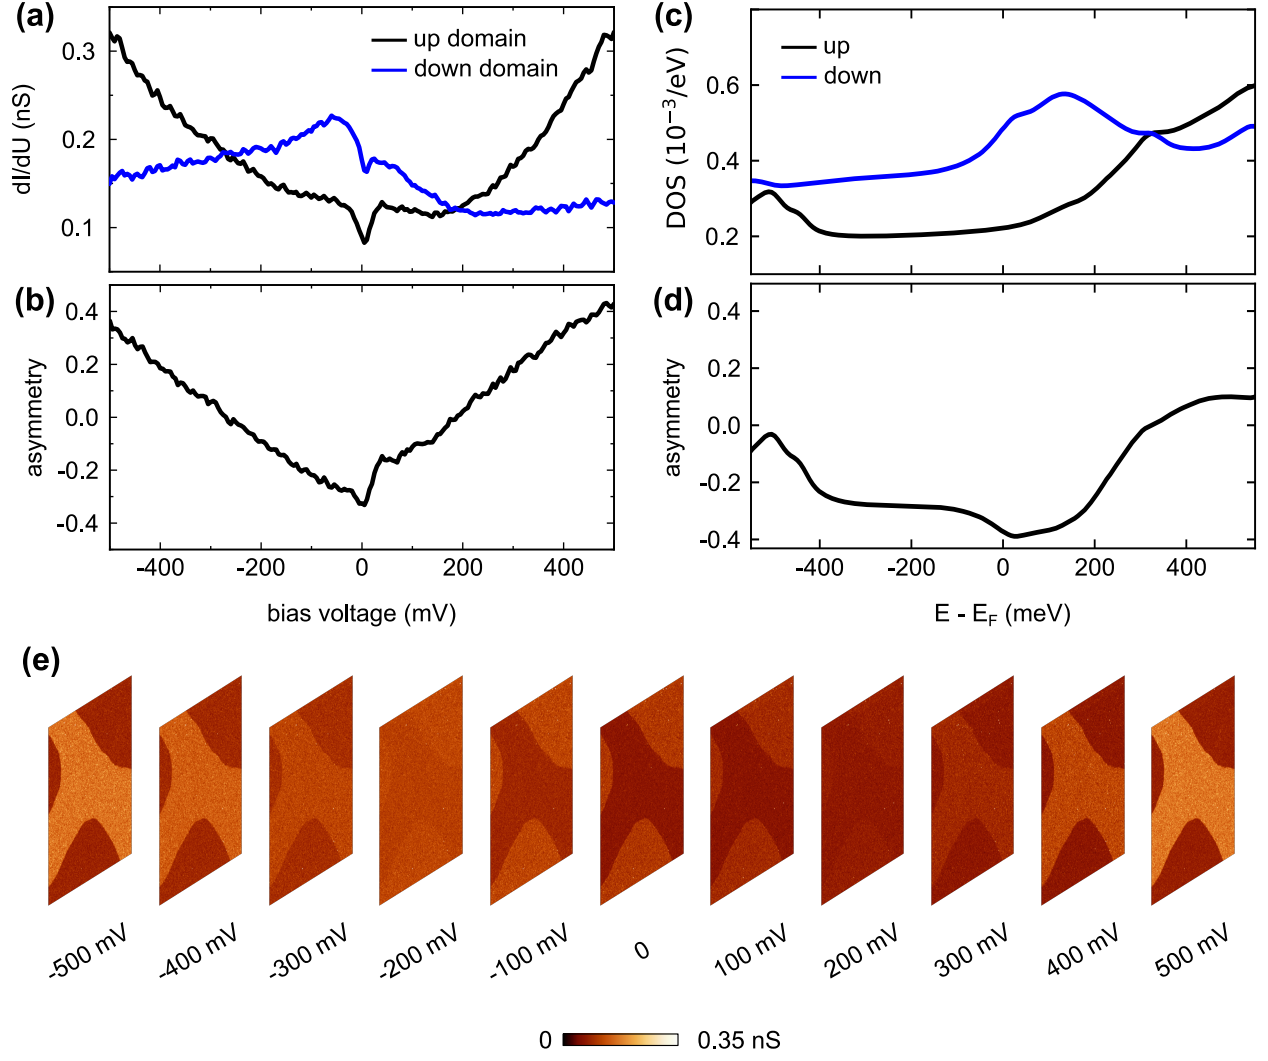 (a)
up domain
down domain
0.3
0.2
0.1
dI/dU (nS)
(b)
0.4
0.2
0.0
-0.2
-0.4
asymmetry
-400 -200 0 200 400
bias voltage (mV)
(c)
up
down
0.6
0.4
0.2
DOS (10⁻³/eV)
(d)
0.4
0.2
0.0
-0.2
-0.4
asymmetry
-400 -200 0 200 400
E - E_F (meV)
(e)
-500 mV
-400 mV
-300 mV
-200 mV
-100 mV
0
100 mV
200 mV
300 mV
400 mV
500 mV
0 0.35 nS